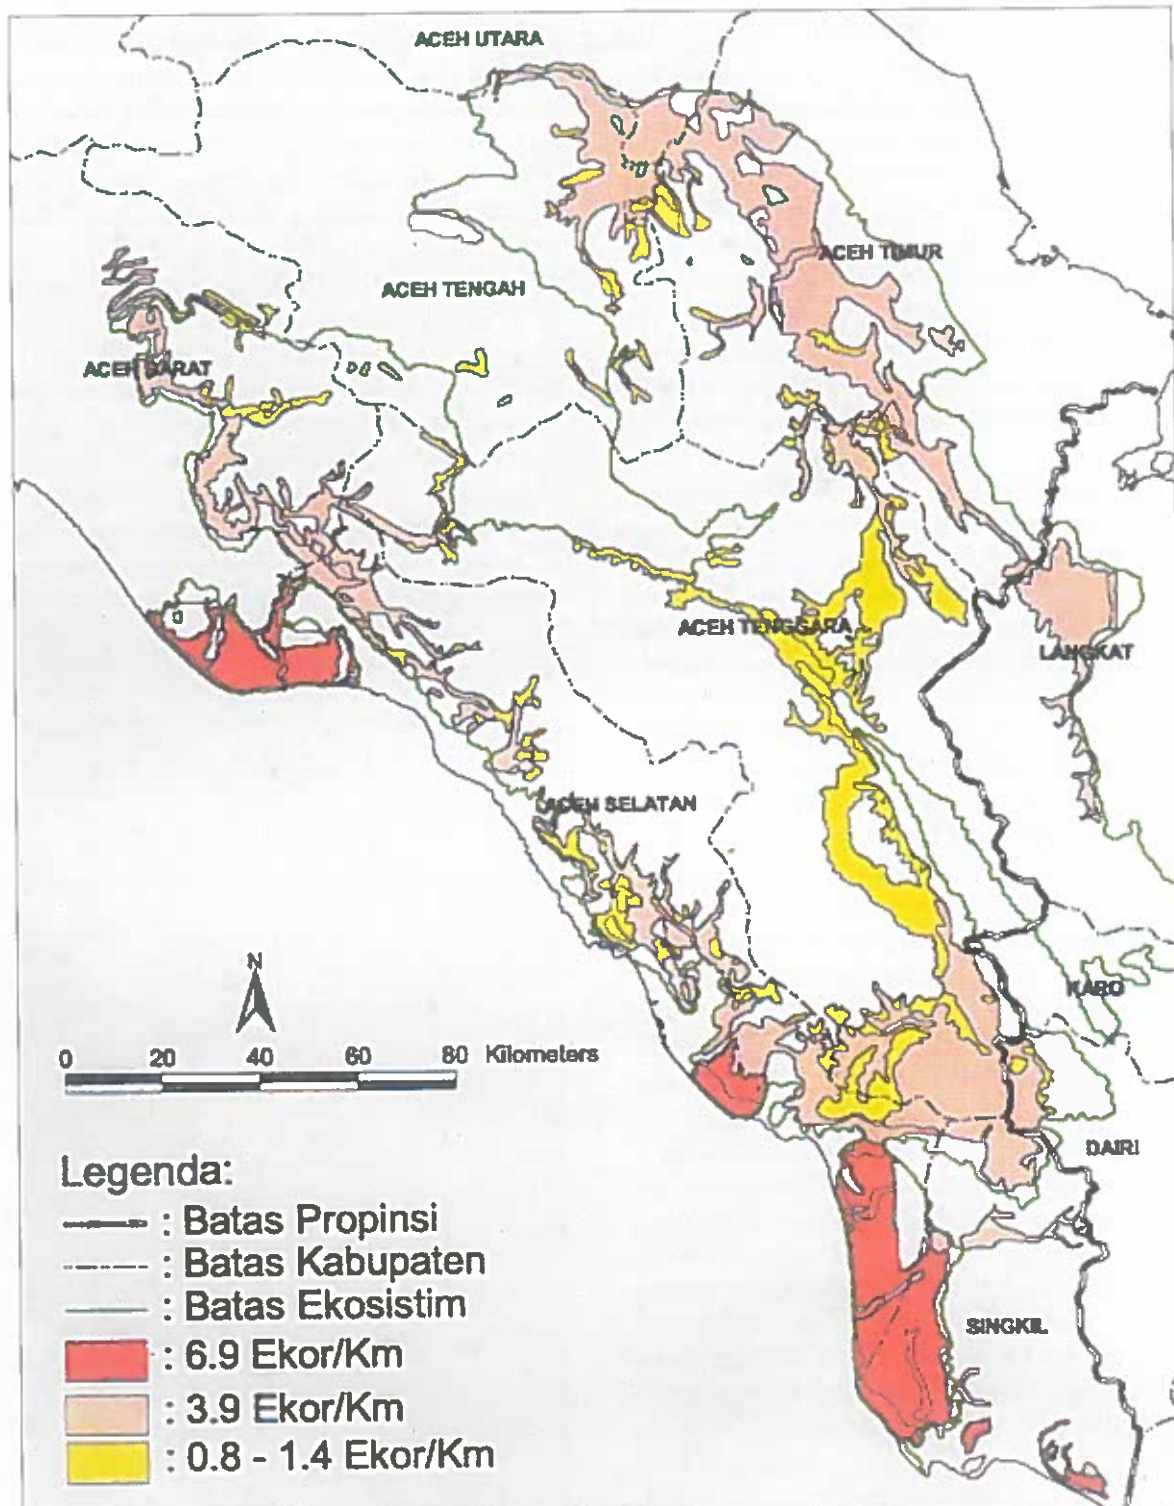 ACEH UTARA
ACEH TIMUR
ACEH TENGAH
ACEH BARAT
ACEH TENGGARA
LANGKAT
ACEH SELATAN
N
KARO
0 20 40 60 80 Kilometers
DAIRI
Legenda:
: Batas Propinsi
: Batas Kabupaten
: Batas Ekosistim
SINGKIL
: 6.9 Ekor/Km
: 3.9 Ekor/Km
: 0.8 - 1.4 Ekor/Km